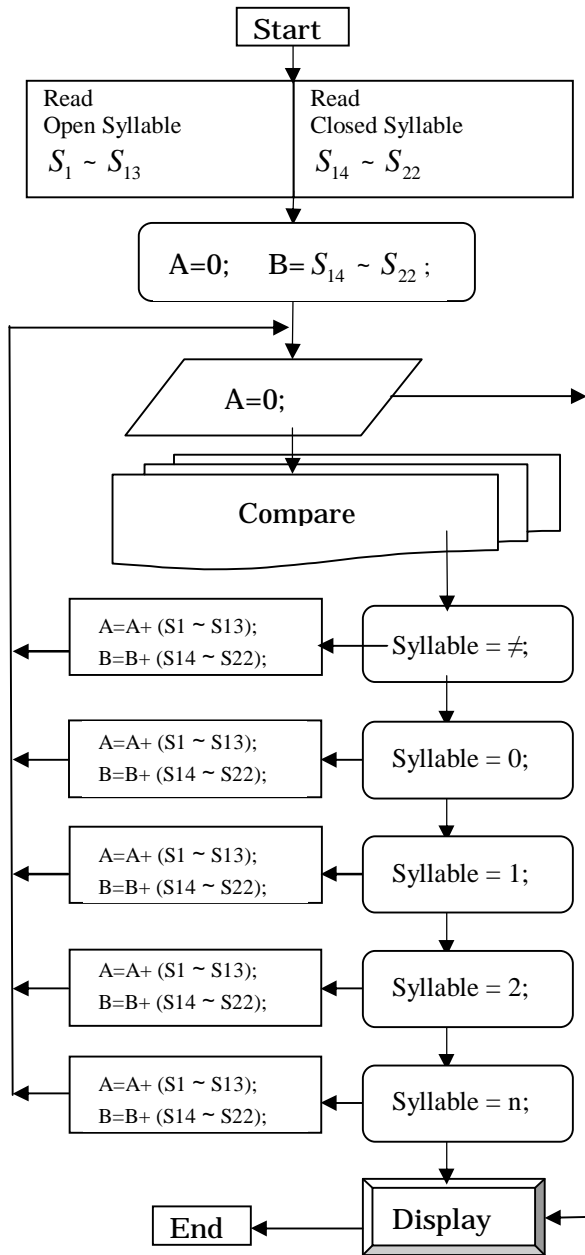 Start
Read
Open Syllable
S₁ ~ S₁₃
Read
Closed Syllable
S₁₄ ~ S₂₂
A=0; B= S₁₄ ~ S₂₂ ;
A=0;
Compare
A=A+ (S1 ~ S13);
B=B+ (S14 ~ S22);
Syllable = ≠;
A=A+ (S1 ~ S13);
B=B+ (S14 ~ S22);
Syllable = 0;
A=A+ (S1 ~ S13);
B=B+ (S14 ~ S22);
Syllable = 1;
A=A+ (S1 ~ S13);
B=B+ (S14 ~ S22);
Syllable = 2;
A=A+ (S1 ~ S13);
B=B+ (S14 ~ S22);
Syllable = n;
End
Display